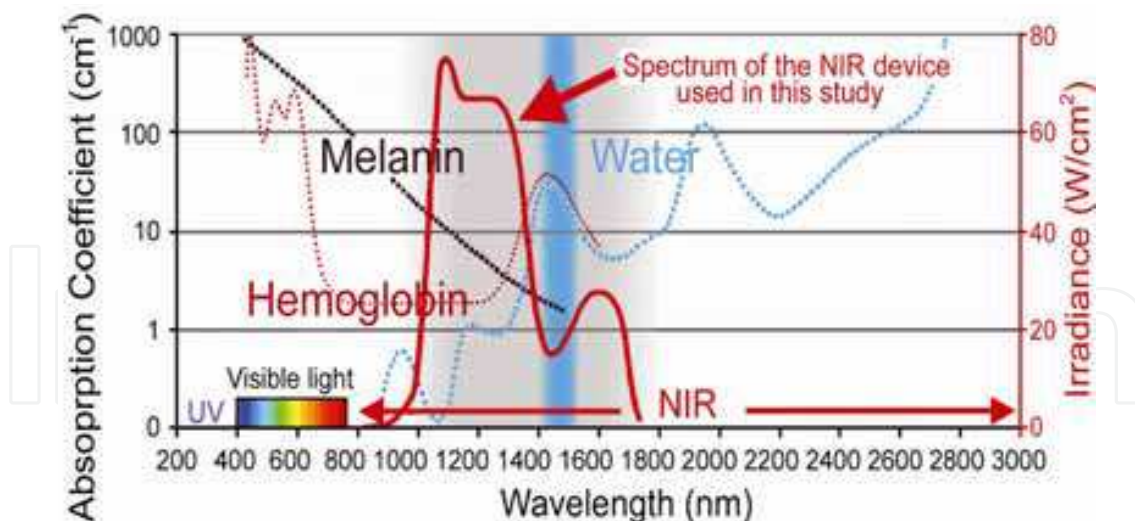 Absoprption Coefficient (cm-1)
1000
100
10
1
0
80
60
40
20
0
Irradiance (W/cm2)
Spectrum of the NIR device
used in this study
Melanin
Water
Hemoglobin
Visible light
UV
NIR
200 400 600 800 1000 1200 1400 1600 1800 2000 2200 2400 2600 2800 3000
Wavelength (nm)